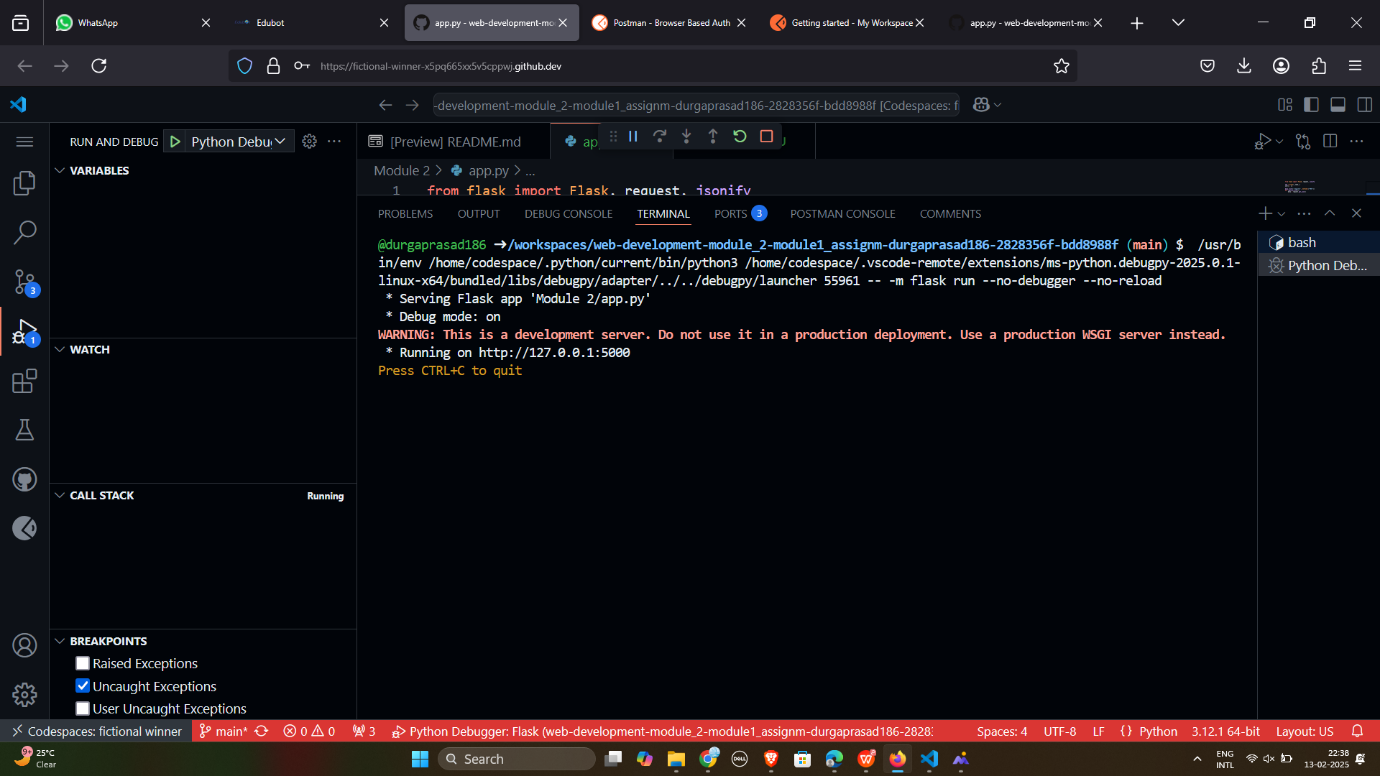 WhatsApp
Edubot
app.py - web-development-mo
Postman - Browser Based Auth
Getting started - My Workspace
app.py - web-development-mo
https://fictional-winner-x5pq665xx5v5cppwj.github.dev
-development-module_2-module1_assignm-durgaprasad186-2828356f-bdd8988f [Codespaces: f
RUN AND DEBUG
Python Debu
[Preview] README.md
ap
U
VARIABLES
Module 2 > app.py > ...
1 from flask import Flask, request, jsonify
PROBLEMS OUTPUT DEBUG CONSOLE TERMINAL PORTS 3 POSTMAN CONSOLE COMMENTS
@durgaprasad186 ➜/workspaces/web-development-module_2-module1_assignm-durgaprasad186-2828356f-bdd8988f (main) $  /usr/b
in/env /home/codespace/.python/current/bin/python3 /home/codespace/.vscode-remote/extensions/ms-python.debugpy-2025.0.1-
linux-x64/bundled/libs/debugpy/adapter/../../debugpy/launcher 55961 -- -m flask run --no-debugger --no-reload
* Serving Flask app 'Module 2/app.py'
* Debug mode: on
WARNING: This is a development server. Do not use it in a production deployment. Use a production WSGI server instead.
* Running on http://127.0.0.1:5000
Press CTRL+C to quit
bash
Python Deb...
3
1
WATCH
CALL STACK
Running
BREAKPOINTS
Raised Exceptions
Uncaught Exceptions
User Uncaught Exceptions
Codespaces: fictional winner
main*
0 0
3
Python Debugger: Flask (web-development-module_2-module1_assignm-durgaprasad186-2828:
Spaces: 4
UTF-8
LF
{ } Python
3.12.1 64-bit
Layout: US
9+
25°C
Clear
Search
DELL
ENG
INTL
22:38
13-02-2025